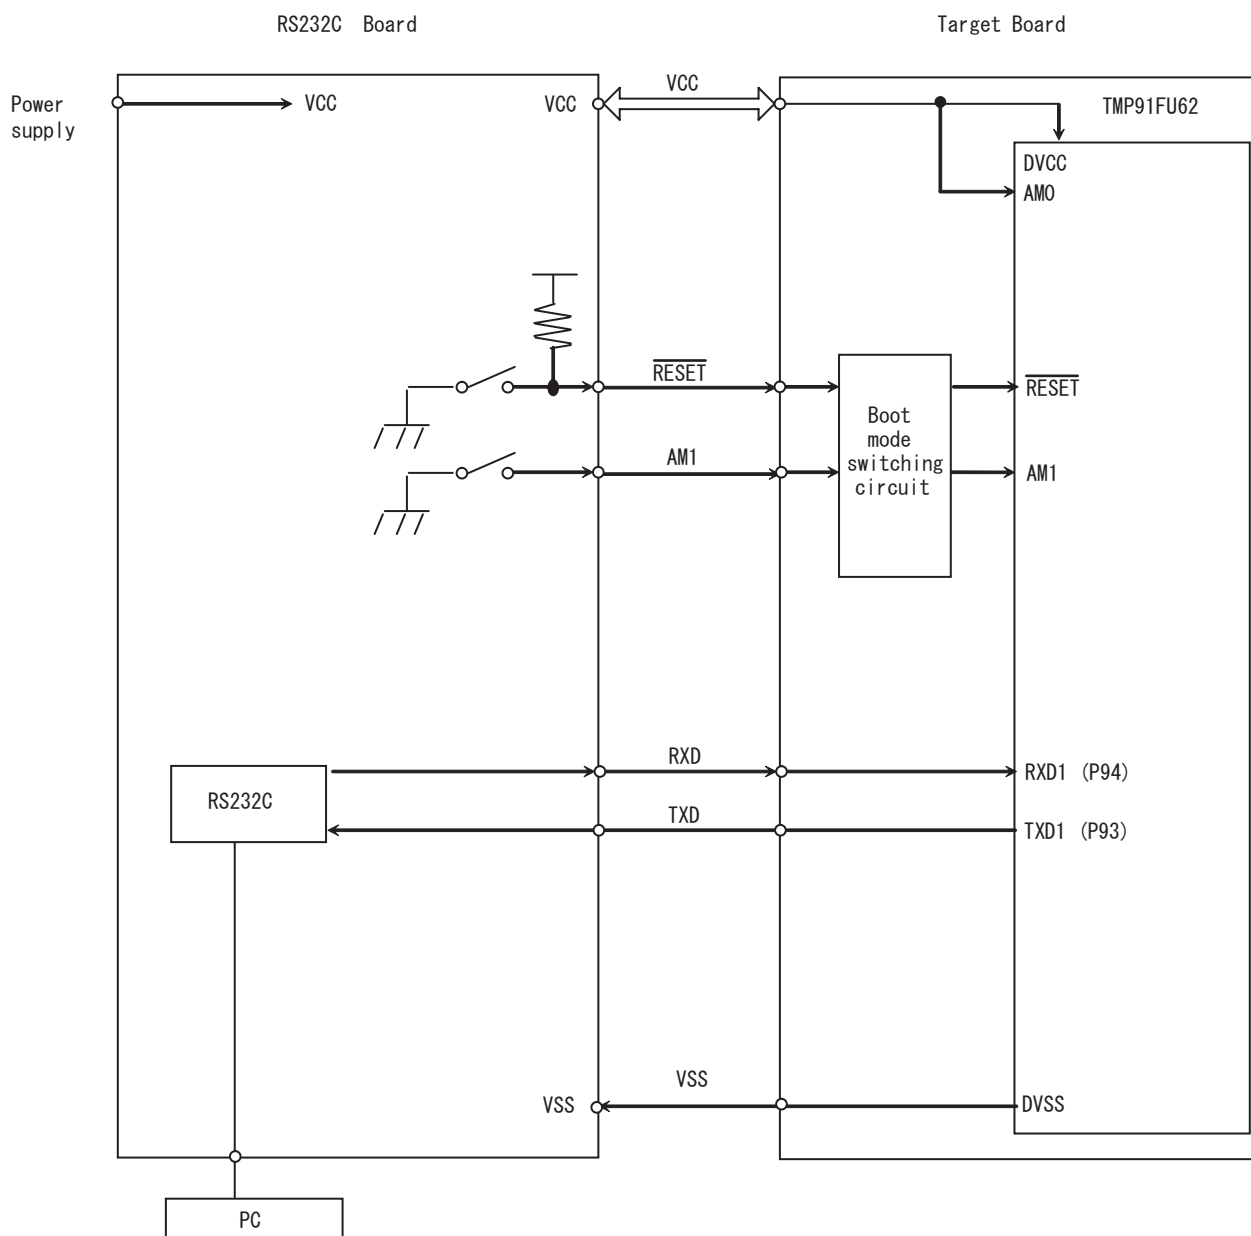 RS232C Board
Target Board
Power
supply
VCC
VCC
VCC
TMP91FU62
DVCC
AM0
RESET
RESET
Boot
mode
switching
circuit
AM1
AM1
RXD
RXD1 (P94)
RS232C
TXD
TXD1 (P93)
VSS
VSS
DVSS
PC